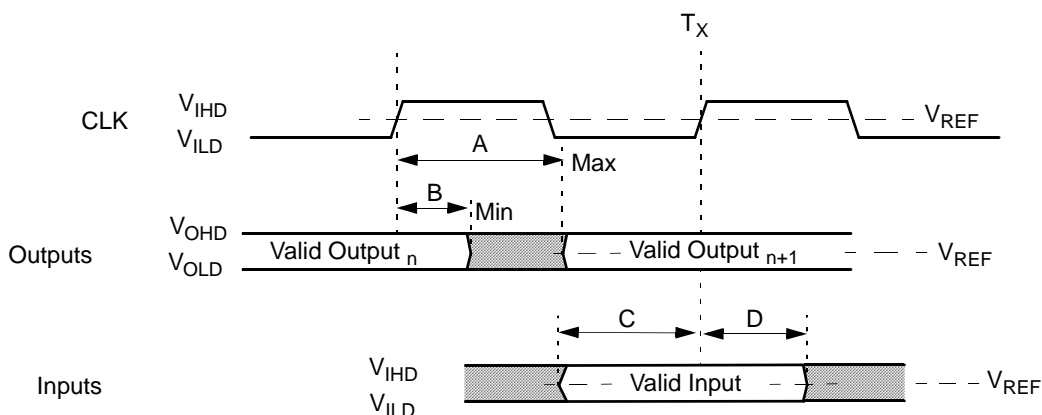 T_X
V_IHD
CLK
V_REF
V_ILD
A
Max
B
Min
V_OHD
Valid Output_n
Valid Output_n+1
Outputs
V_OLD
V_REF
C
D
V_IHD
Inputs
Valid Input
V_REF
V_ILD